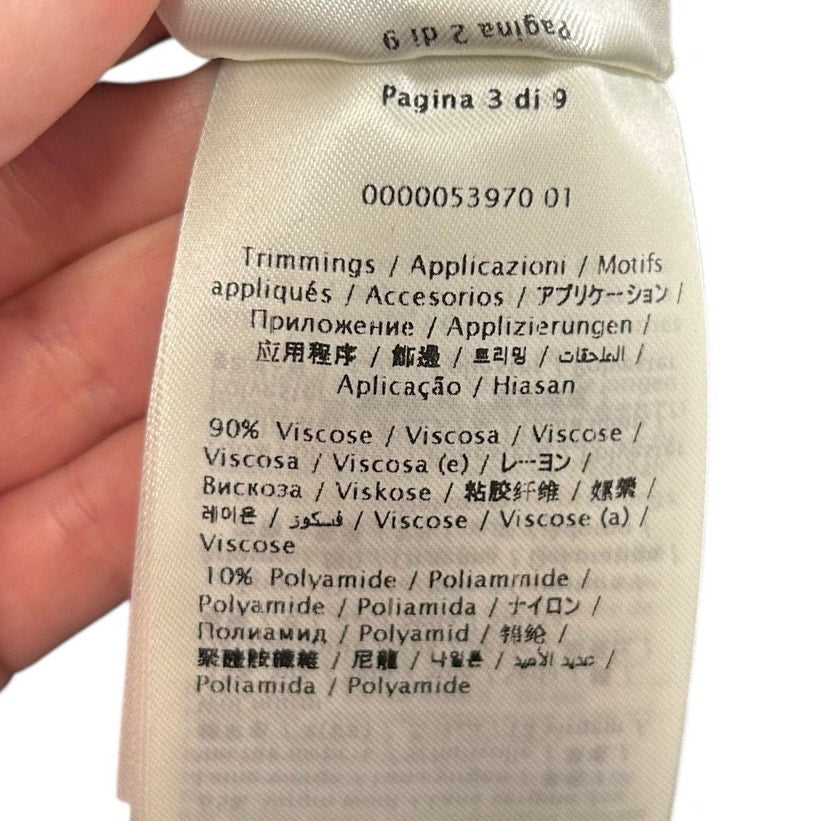 Pagina 2 di 9
Pagina 3 di 9
0000053970 01
Trimmings / Applicazioni / Motifs
appliqués / Accesorios / アプリケーション /
Приложение / Applizierungen /
应用程序 / 飾邊 / 트리밍 / الملحقات /
Aplicação / Hiasan
90% Viscose / Viscosa / Viscose /
Viscosa / Viscosa (e) / レーヨン /
Вискоза / Viskose / 粘胶纤维 / 嫘縈 /
레이온 / فسكوز / Viscose / Viscose (a) /
Viscose
10% Polyamide / Poliammide /
Polyamide / Poliamida / ナイロン /
Полиамид / Polyamid / 锦纶 /
聚醯胺纖維 / 尼龍 / 나일론 / عديد الأميد /
Poliamida / Polyamide